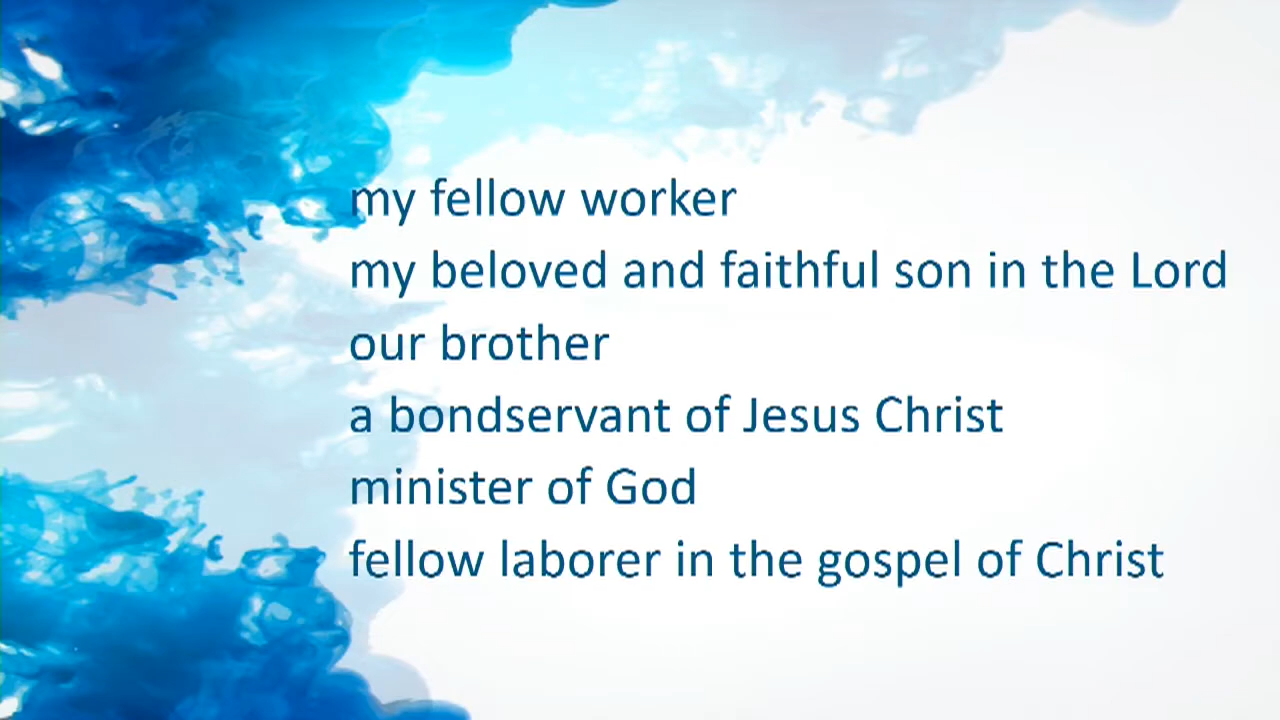 my fellow worker
my beloved and faithful son in the Lord
our brother
a bondservant of Jesus Christ
minister of God
fellow laborer in the gospel of Christ